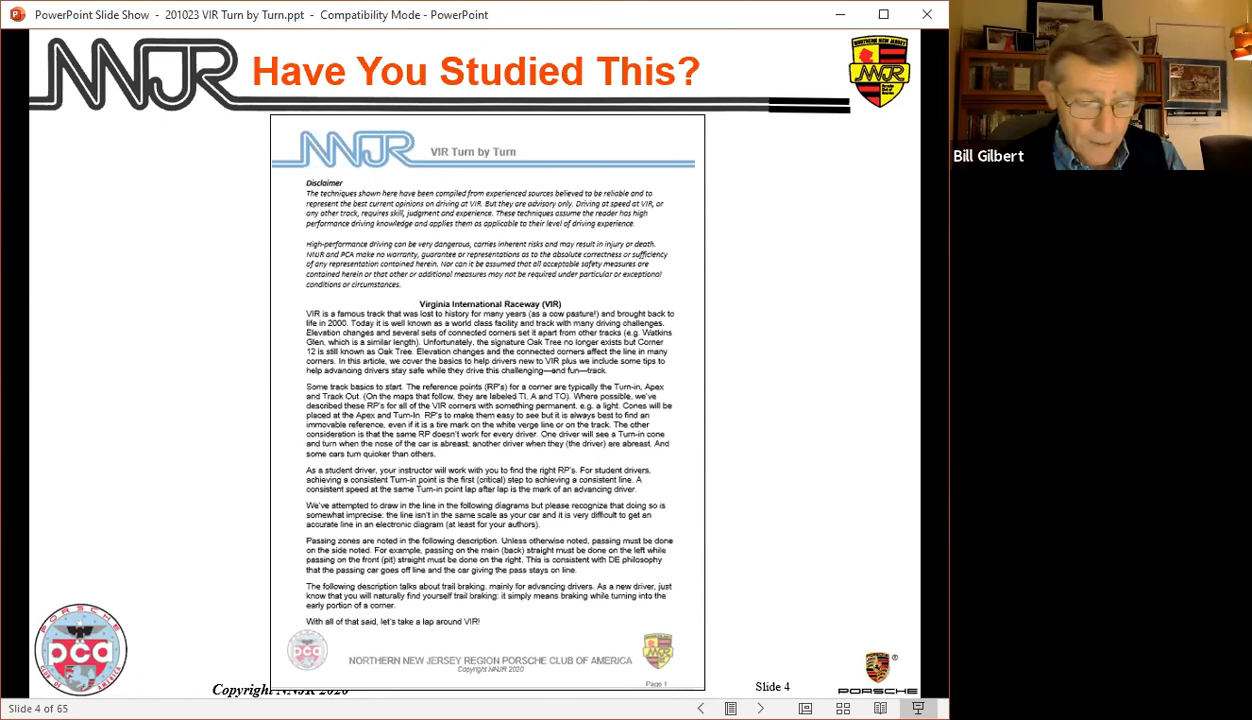 PowerPoint Slide Show - 201023 VIR Turn by Turn.ppt - Compatibility Mode - PowerPoint
NNJR Have You Studied This?
NNJR VIR Turn by Turn
Disclaimer
The techniques shown here have been compiled from experienced sources believed to be reliable and to
represent the best current opinions on driving at VIR. But they are advisory only. Driving at speed at VIR, or
any other track, requires skill, judgment and experience. These techniques assume the reader has high
performance driving knowledge and applies them as applicable to their level of driving experience.
High-performance driving can be very dangerous, carries inherent risks and may result in injury or death.
NNJR and PCA make no warranty, guarantee or representations as to the absolute correctness or sufficiency
of any representation contained herein. Nor can it be assumed that all acceptable safety measures are
contained herein or that other or additional measures may not be required under particular or exceptional
conditions or circumstances.
Virginia International Raceway (VIR)
VIR is a famous track that was lost to history for many years (as a cow pasture!) and brought back to
life in 2000. Today it is well known as a world class facility and track with many driving challenges.
Elevation changes and several sets of connected corners set it apart from other tracks (e.g. Watkins
Glen, which is a similar length). Unfortunately, the signature Oak Tree no longer exists but Corner
12 is still known as Oak Tree. Elevation changes and the connected corners affect the line in many
corners. In this article, we cover the basics to help drivers new to VIR plus we include some tips to
help advancing drivers stay safe while they drive this challenging—and fun—track.
Some track basics to start. The reference points (RP's) for a corner are typically the Turn-in, Apex
and Track Out. (On the maps that follow, they are labeled TI, A and TO). Where possible, we've
described these RP's for all of the VIR corners with something permanent, e.g. a light. Cones will be
placed at the Apex and Turn-In RP's to make them easy to see but it is always best to find an
immovable reference, even if it is a tire mark on the white verge line or on the track. The other
consideration is that the same RP doesn't work for every driver. One driver will see a Turn-in cone
and turn when the nose of the car is abreast; another driver when they (the driver) are abreast. And
some cars turn quicker than others.
As a student driver, your instructor will work with you to find the right RP's. For student drivers,
achieving a consistent Turn-in point is the first (critical) step to achieving a consistent line. A
consistent speed at the same Turn-in point lap after lap is the mark of an advancing driver.
We've attempted to draw in the line in the following diagrams but please recognize that doing so is
somewhat imprecise: the line isn't in the same scale as your car and it is very difficult to get an
accurate line in an electronic diagram (at least for your authors).
Passing zones are noted in the following description. Unless otherwise noted, passing must be done
on the side noted. For example, passing on the main (back) straight must be done on the left while
passing on the front (pit) straight must be done on the right. This is consistent with DE philosophy
that the passing car goes off line and the car giving the pass stays on line.
The following description talks about trail braking, mainly for advancing drivers. As a new driver, just
know that you will naturally find yourself trail braking: it simply means braking while turning into the
early portion of a corner.
With all of that said, let's take a lap around VIR!
NORTHERN NEW JERSEY REGION PORSCHE CLUB OF AMERICA
Copyright NNJR 2020
Page 1
PORSCHE
pca
CLUB OF AMERICA
Copyright NNJR 2020
Slide 4
PORSCHE
Slide 4 of 65
Bill Gilbert